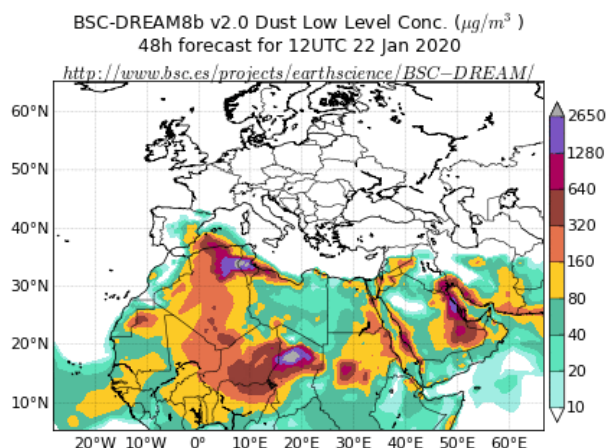 BSC-DREAM8b v2.0 Dust Low Level Conc. (μg/m³ )
48h forecast for 12UTC 22 Jan 2020
http://www.bsc.es/projects/earthscience/BSC−DREAM/
60°N
50°N
40°N
30°N
20°N
10°N
20°W 10°W 0° 10°E 20°E 30°E 40°E 50°E 60°E
2650
1280
640
320
160
80
40
20
10